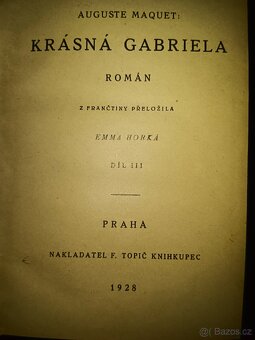 AUGUSTE MAQUET:
KRÁSNÁ GABRIELA
ROMÁN
Z FRANČTINY PŘELOŽILA
EMMA HORKÁ
DÍL III
PRAHA
NAKLADATEL F. TOPIČ KNIHKUPEC
1928
Bazos.cz